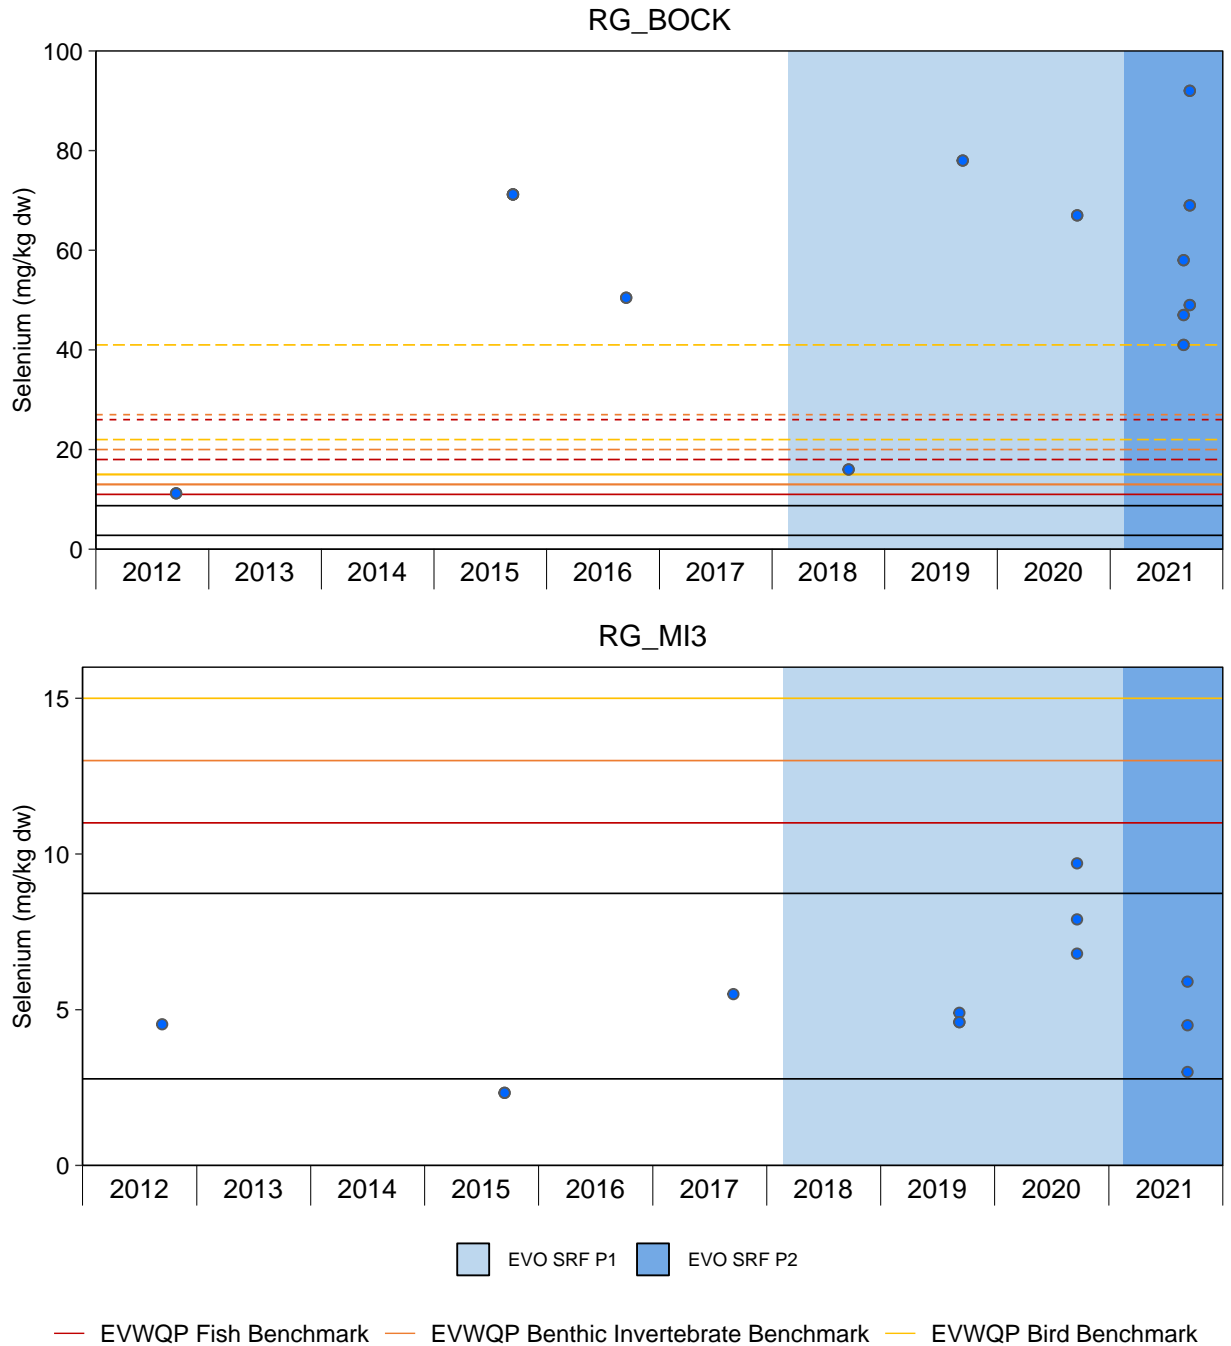 RG_BOCK
Selenium (mg/kg dw)
100
80
60
40
20
0
2012 2013 2014 2015 2016 2017 2018 2019 2020 2021
RG_MI3
Selenium (mg/kg dw)
15
10
5
0
2012 2013 2014 2015 2016 2017 2018 2019 2020 2021
EVO SRF P1 EVO SRF P2
EVWQP Fish Benchmark EVWQP Benthic Invertebrate Benchmark EVWQP Bird Benchmark